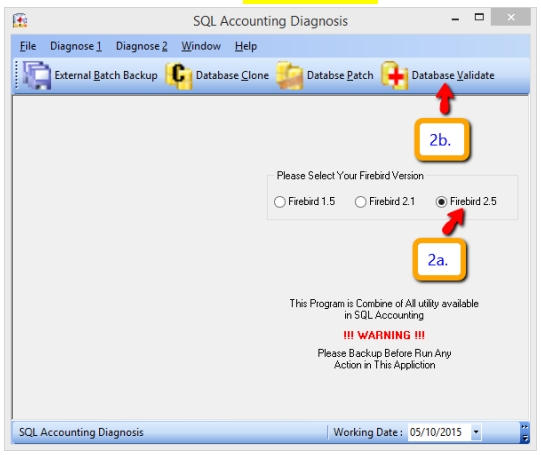 SQL Accounting Diagnosis
File Diagnose 1 Diagnose 2 Window Help
External Batch Backup Database Clone Databse Patch Database Validate
2b.
Please Select Your Firebird Version
Firebird 1.5 Firebird 2.1 Firebird 2.5
2a.
This Program is Combine of All utility available
in SQL Accounting
!!! WARNING !!!
Please Backup Before Run Any
Action in This Appliction
SQL Accounting Diagnosis Working Date : 05/10/2015